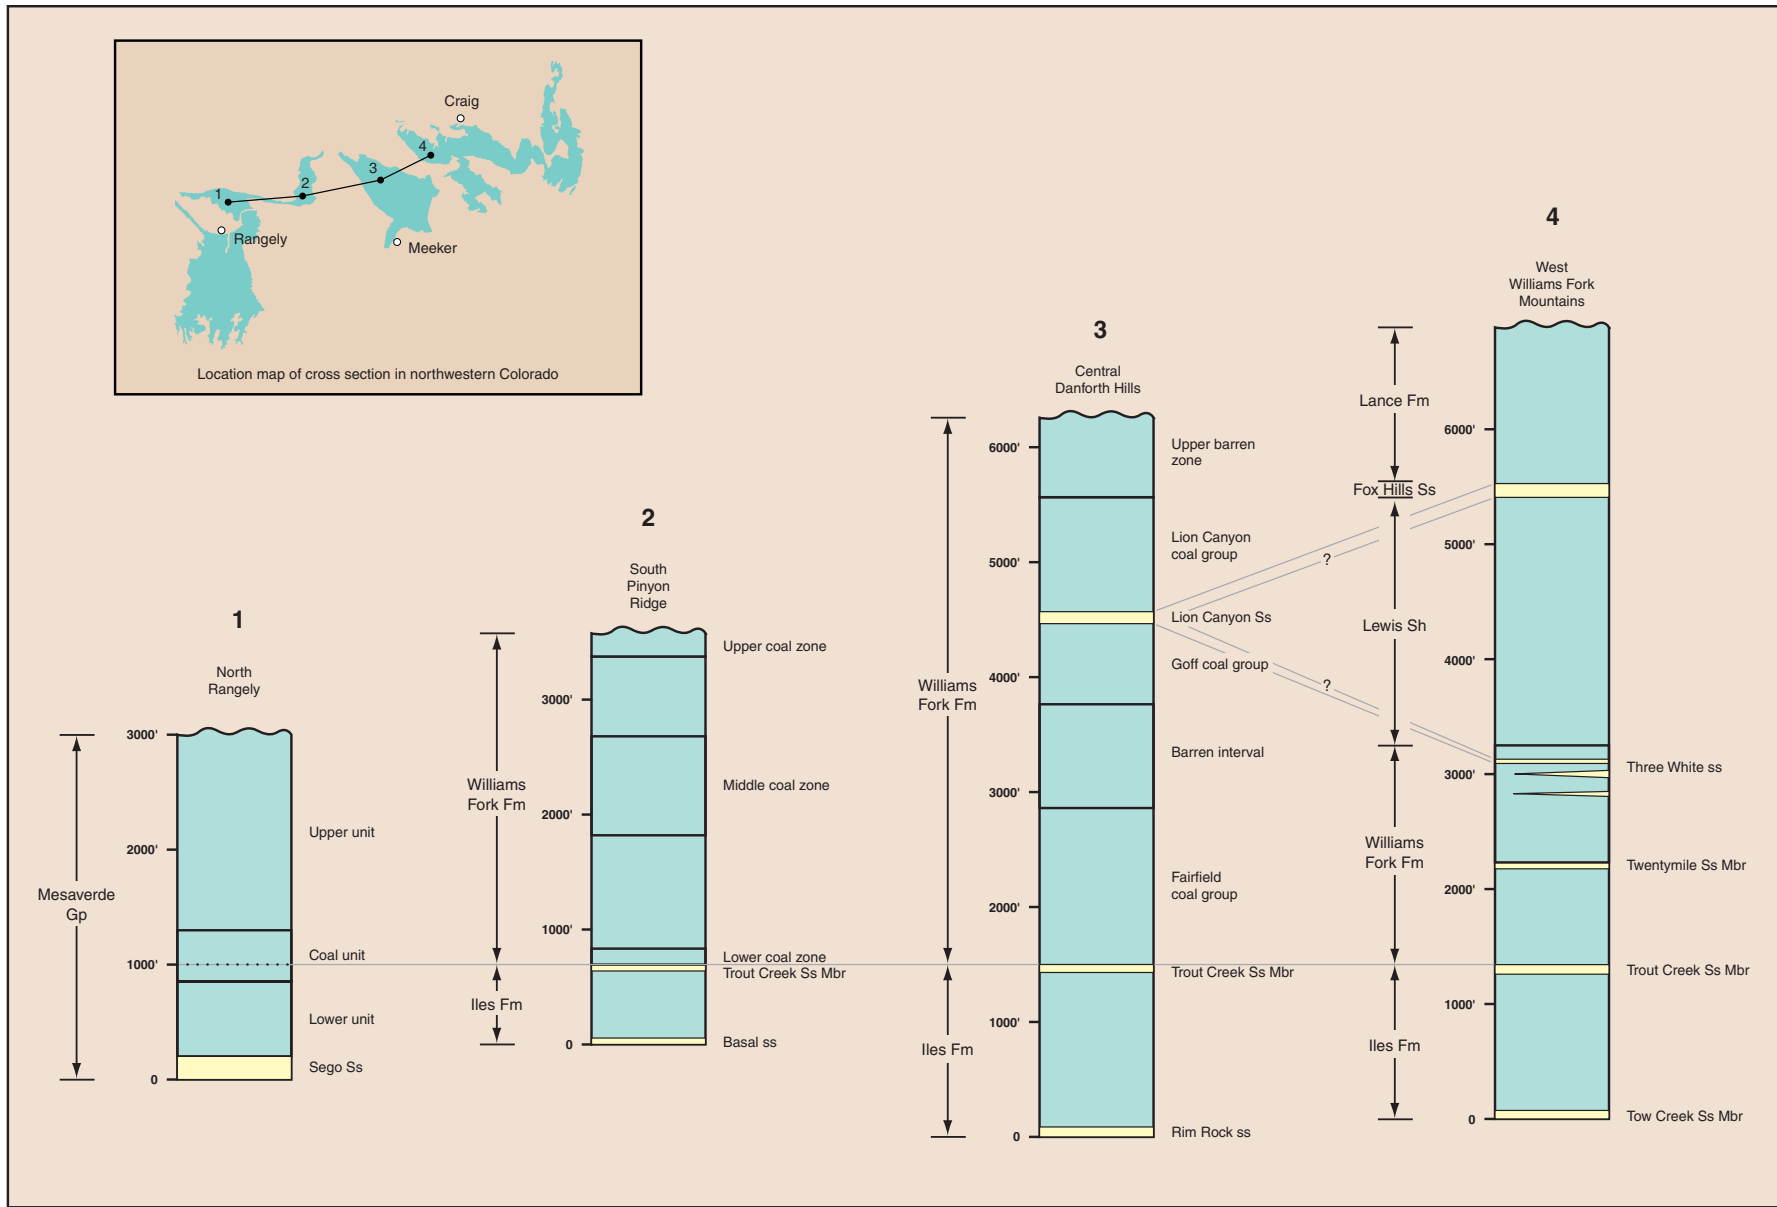 Craig
4
3
2
1
Rangely
Meeker
Location map of cross section in northwestern Colorado
1
North
Rangely
3000'
2000'
1000'
0
Mesaverde
Gp
Upper unit
Coal unit
Lower unit
Sego Ss
2
South
Pinyon
Ridge
3000'
2000'
1000'
0
Williams
Fork Fm
Iles Fm
Upper coal zone
Middle coal zone
Lower coal zone
Trout Creek Ss Mbr
Basal ss
3
Central
Danforth Hills
6000'
5000'
4000'
3000'
2000'
1000'
0
Williams
Fork Fm
Iles Fm
Upper barren
zone
Lion Canyon
coal group
Lion Canyon Ss
Goff coal group
Barren interval
Fairfield
coal group
Trout Creek Ss Mbr
Rim Rock ss
?
?
4
West
Williams Fork
Mountains
6000'
5000'
4000'
3000'
2000'
1000'
0
Lance Fm
Fox Hills Ss
Lewis Sh
Williams
Fork Fm
Iles Fm
Three White ss
Twentymile Ss Mbr
Trout Creek Ss Mbr
Tow Creek Ss Mbr